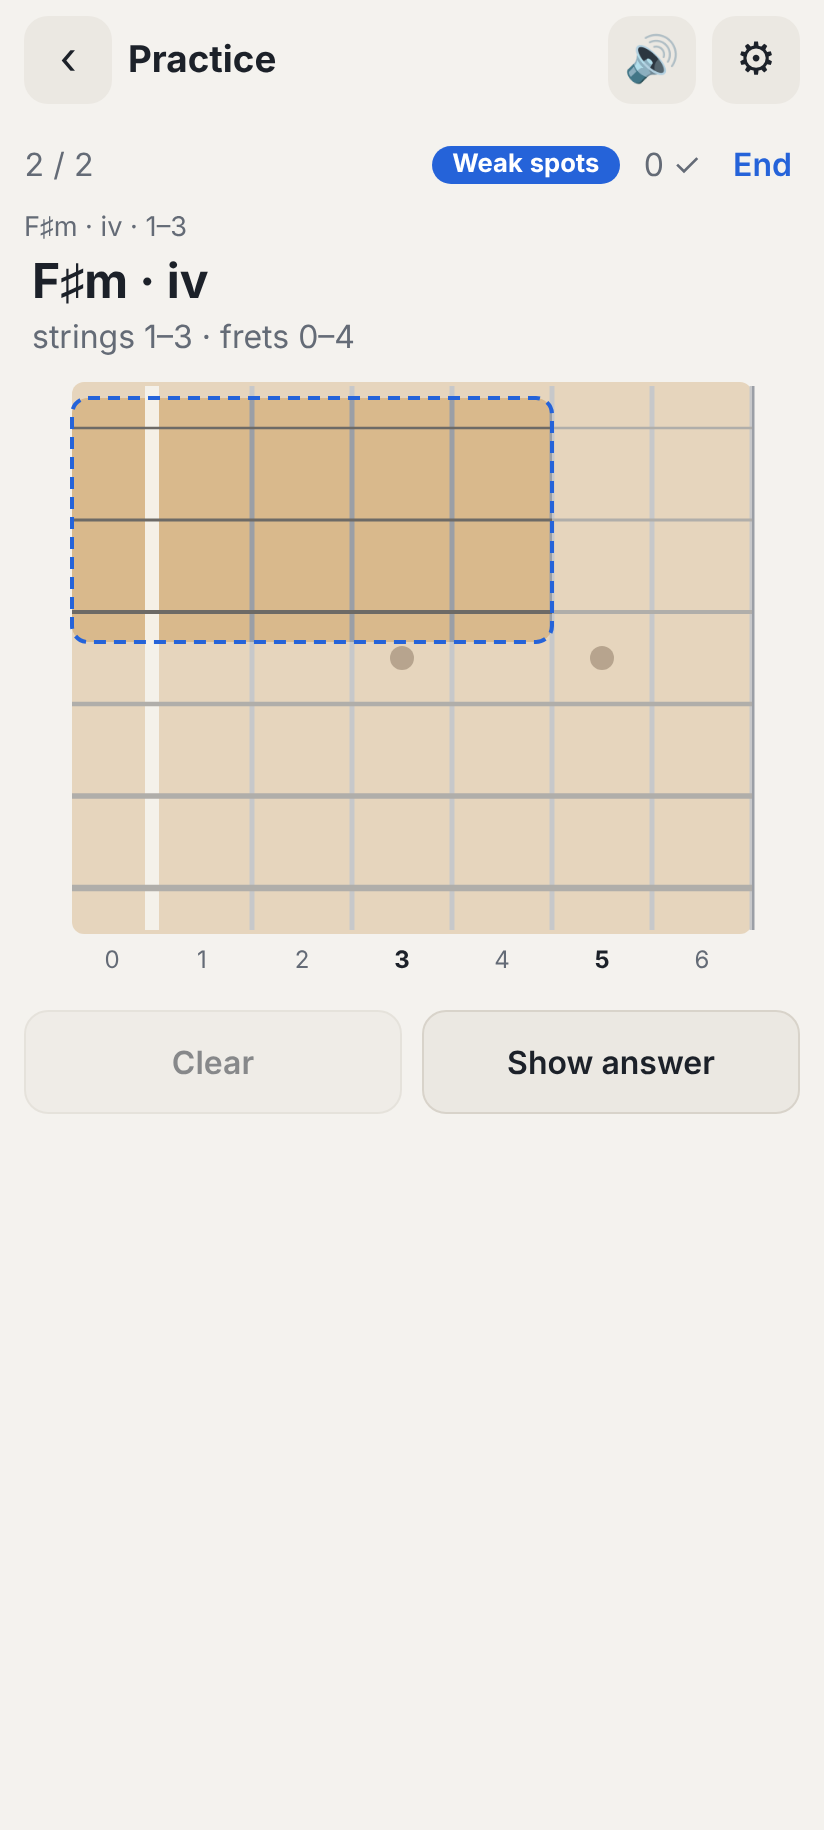 ‹ Practice
2 / 2 Weak spots 0 ✓ End
F♯m · iv · 1–3
F♯m · iv
strings 1–3 · frets 0–4
0 1 2 3 4 5 6
Clear Show answer